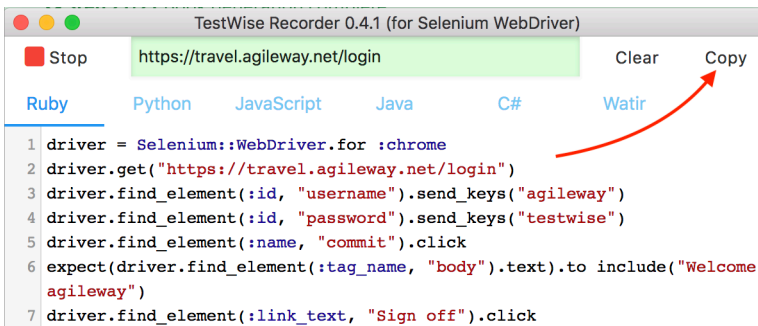 TestWise Recorder 0.4.1 (for Selenium WebDriver)
Stop https://travel.agileway.net/login Clear Copy
Ruby Python JavaScript Java C# Watir
1 driver = Selenium::WebDriver.for :chrome
2 driver.get("https://travel.agileway.net/login")
3 driver.find_element(:id, "username").send_keys("agileway")
4 driver.find_element(:id, "password").send_keys("testwise")
5 driver.find_element(:name, "commit").click
6 expect(driver.find_element(:tag_name, "body").text).to include("Welcome
agileway")
7 driver.find_element(:link_text, "Sign off").click